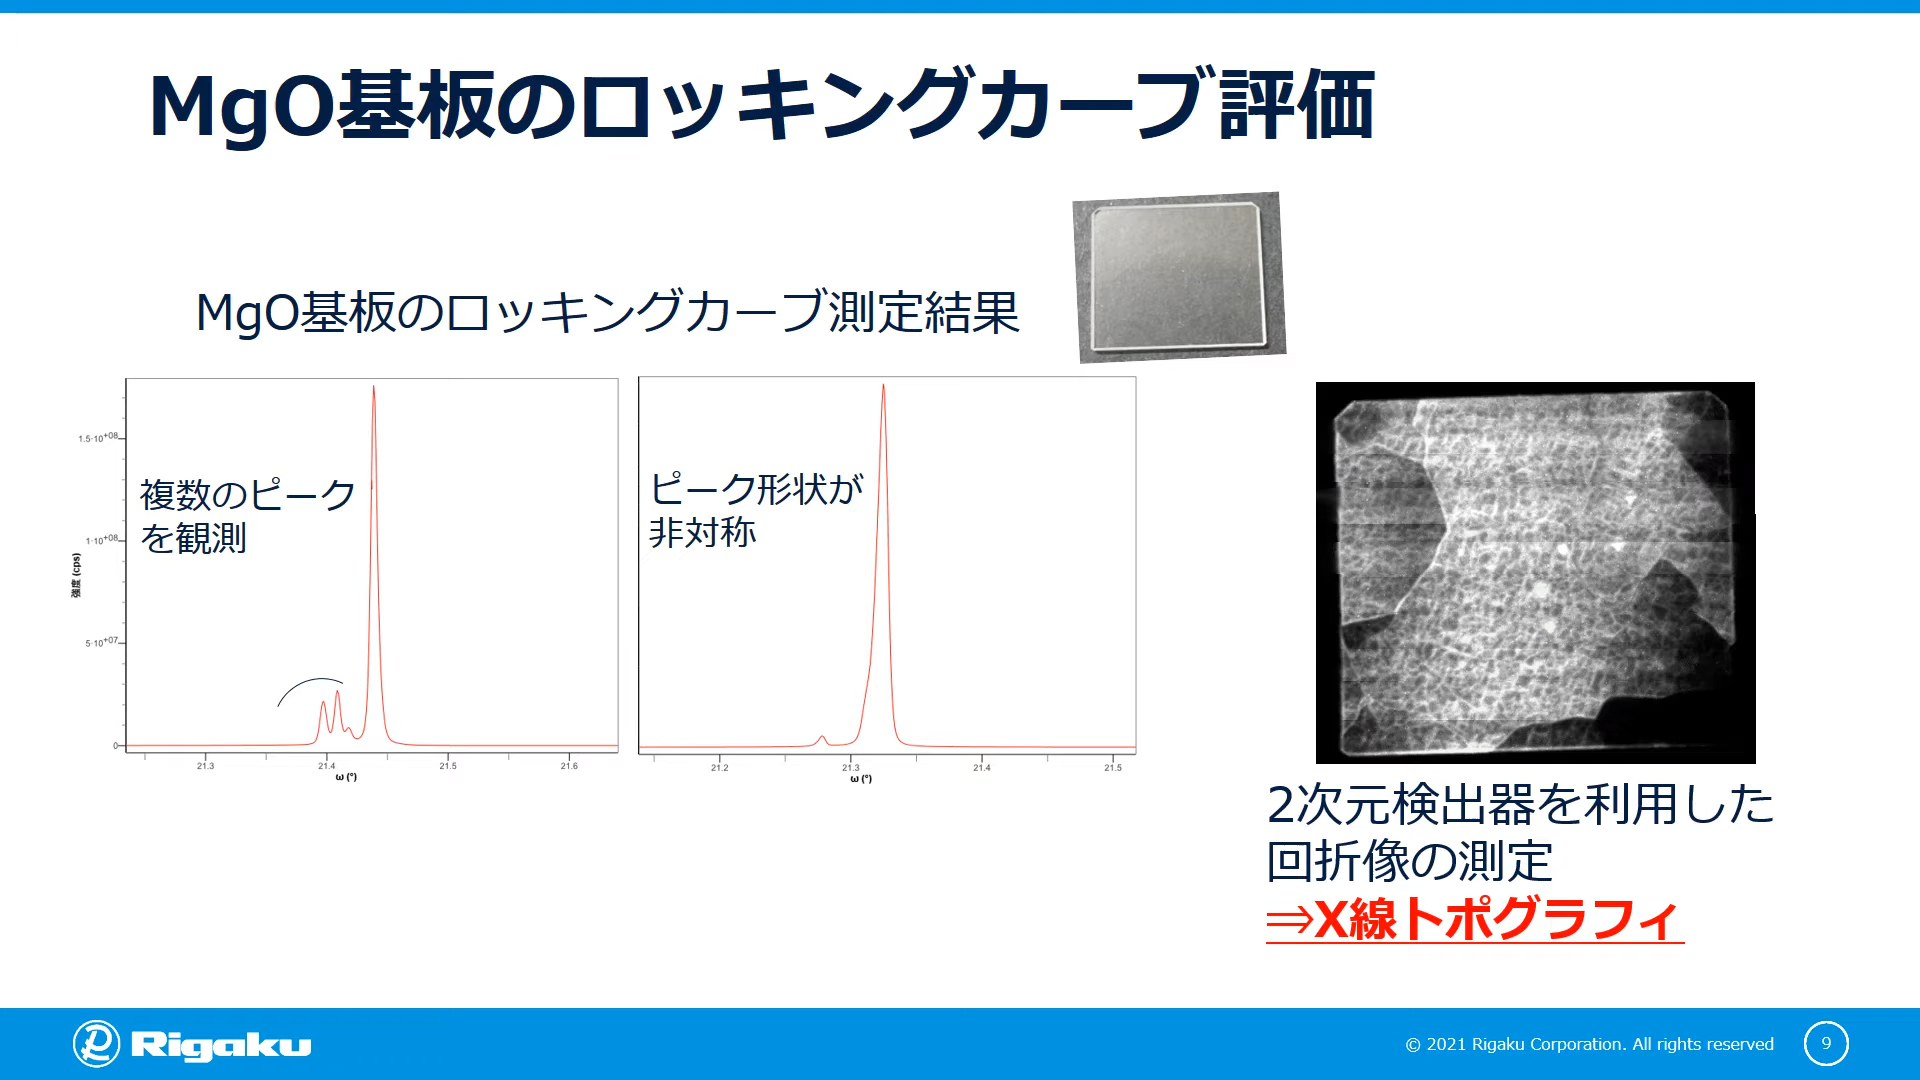 MgO基板のロッキングカーブ評価
MgO基板のロッキングカーブ測定結果
複数のピーク
を観測
強度 (cps)
1.5·10+08
1·10+08
5·10+07
0
21.3 21.4 21.5 21.6
ω (°)
ピーク形状が
非対称
21.2 21.3 21.4 21.5
ω (°)
2次元検出器を利用した
回折像の測定
⇒X線トポグラフィ
Rigaku
© 2021 Rigaku Corporation. All rights reserved
9